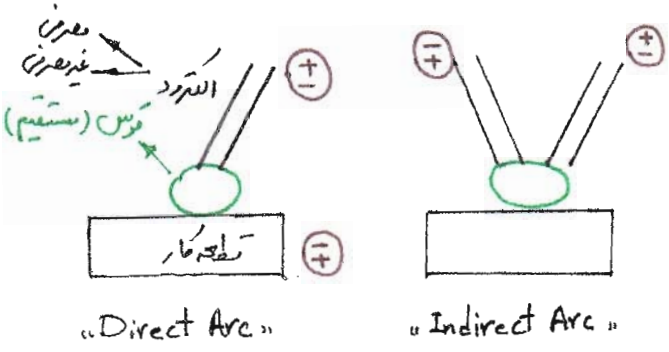 مصرفی
غیرمصرفی
الکترود
قوس (مستقیم)
+
−
−
+
+
−
قطعه کار
−
+
"Direct Arc"
"Indirect Arc"